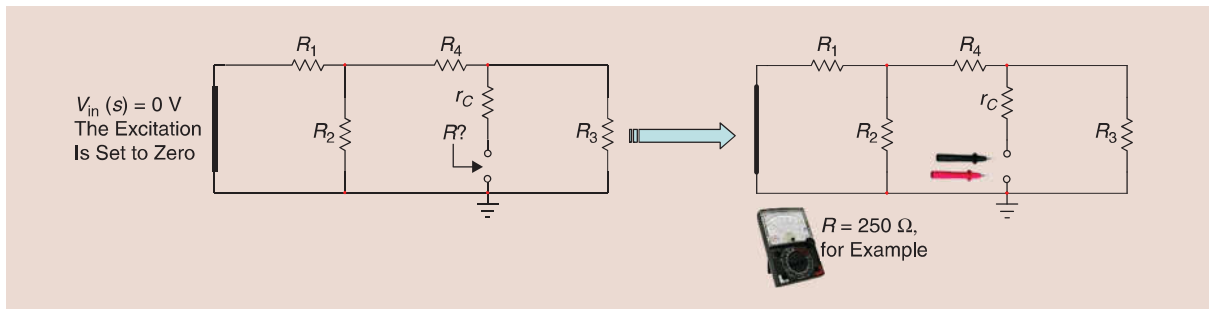 R1
R4
Vin (s) = 0 V
The Excitation
Is Set to Zero
R2
rC
R?
R3
R1
R4
R2
rC
R3
R = 250 Ω,
for Example